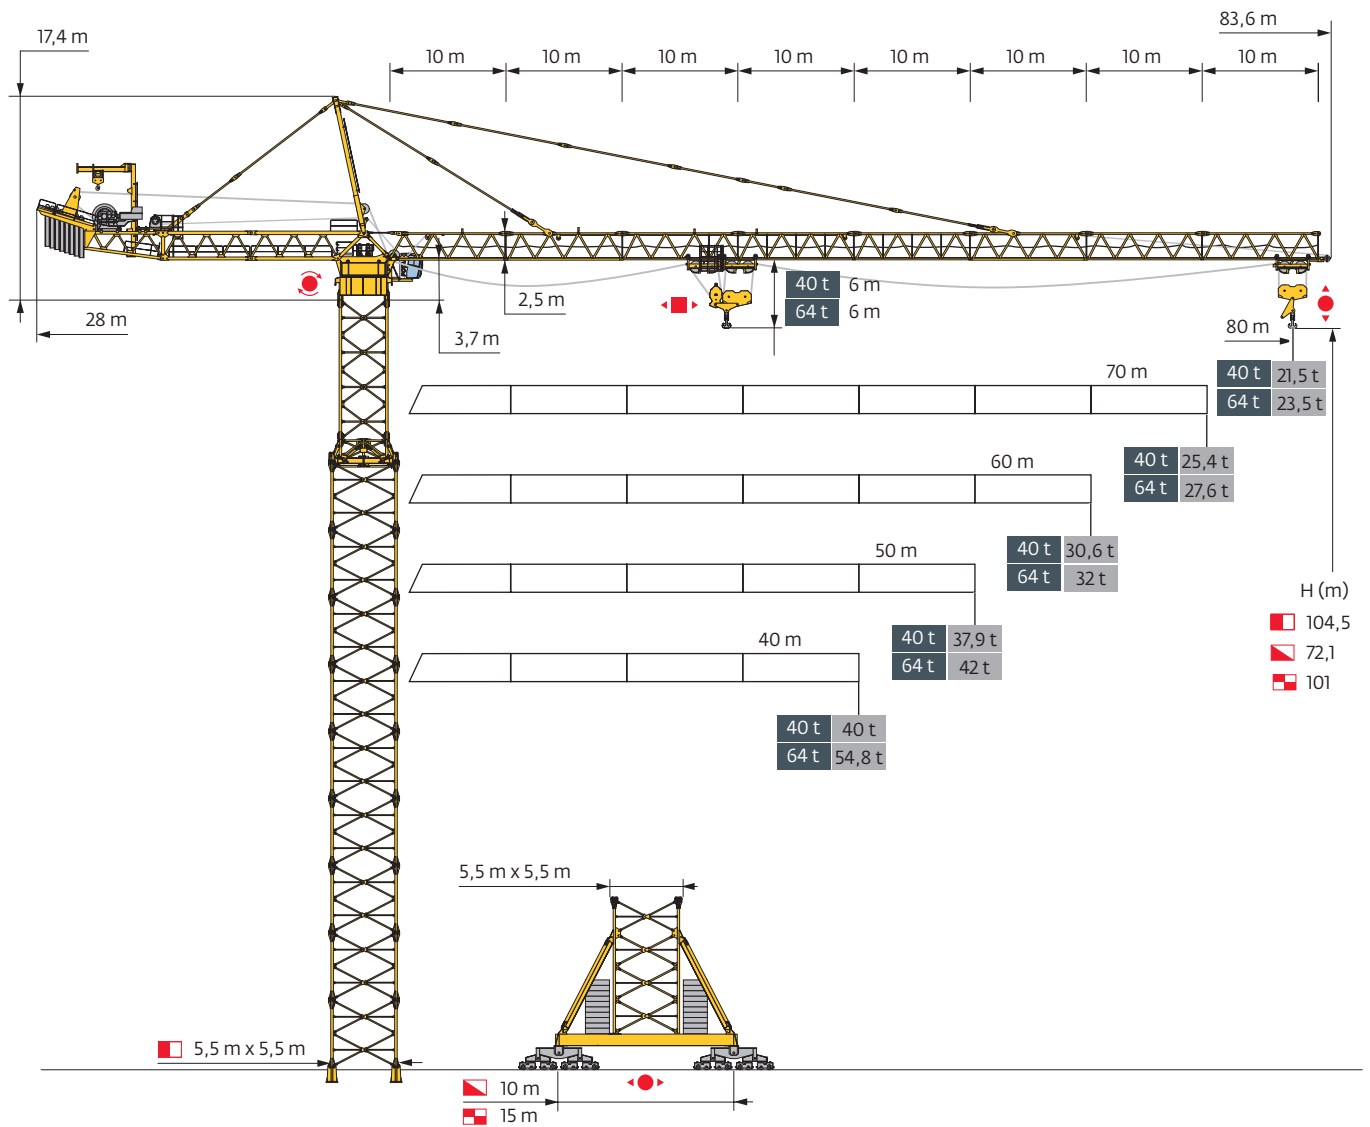 83,6 m
17,4 m
10 m 10 m 10 m 10 m 10 m 10 m 10 m 10 m
40 t 6 m
64 t 6 m
2,5 m
28 m
3,7 m
80 m
70 m
40 t 21,5 t
64 t 23,5 t
60 m
40 t 25,4 t
64 t 27,6 t
50 m
40 t 30,6 t
64 t 32 t
H (m)
104,5
72,1
101
40 m
40 t 37,9 t
64 t 42 t
40 t 40 t
64 t 54,8 t
5,5 m x 5,5 m
5,5 m x 5,5 m
10 m
15 m